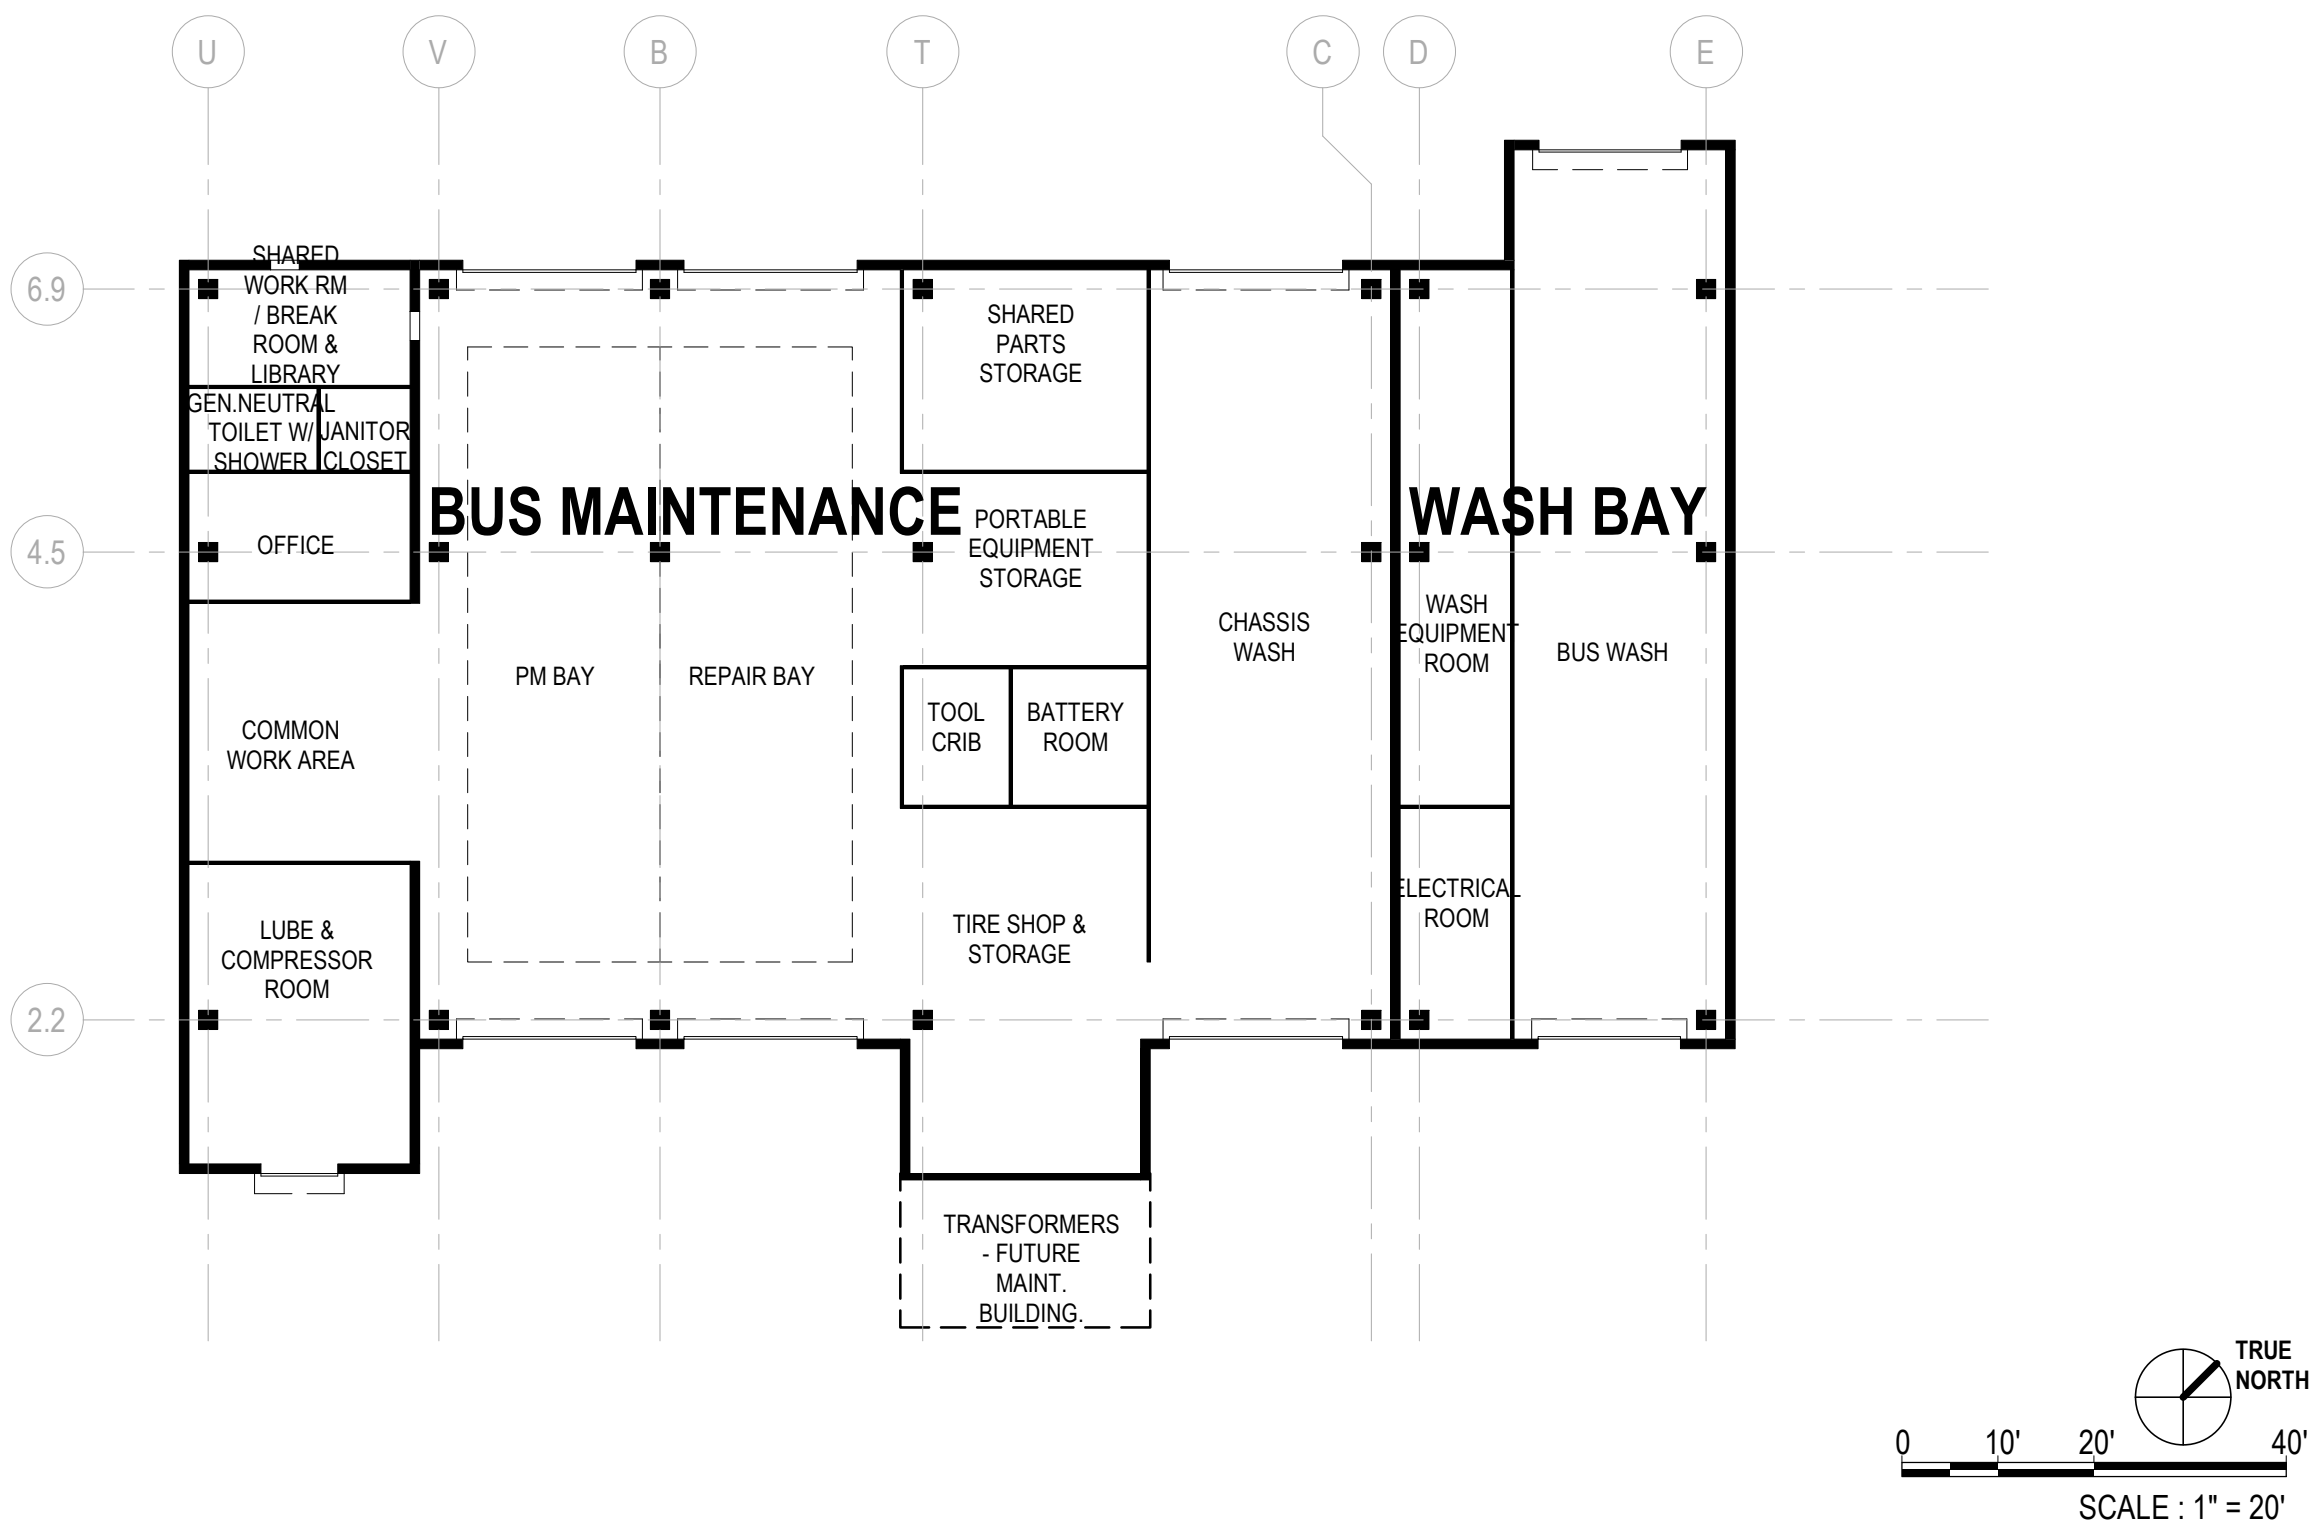 U
V
B
T
C
D
E
6.9
4.5
2.2
SHARED
WORK RM
/ BREAK
ROOM &
LIBRARY
GEN.NEUTRAL
TOILET W/
SHOWER
JANITOR
CLOSET
OFFICE
COMMON
WORK AREA
LUBE &
COMPRESSOR
ROOM
BUS MAINTENANCE
PM BAY
REPAIR BAY
SHARED
PARTS
STORAGE
PORTABLE
EQUIPMENT
STORAGE
TOOL
CRIB
BATTERY
ROOM
TIRE SHOP &
STORAGE
TRANSFORMERS
- FUTURE
MAINT.
BUILDING.
CHASSIS
WASH
WASH BAY
WASH
EQUIPMENT
ROOM
ELECTRICAL
ROOM
BUS WASH
TRUE
NORTH
0 10' 20' 40'
SCALE : 1" = 20'